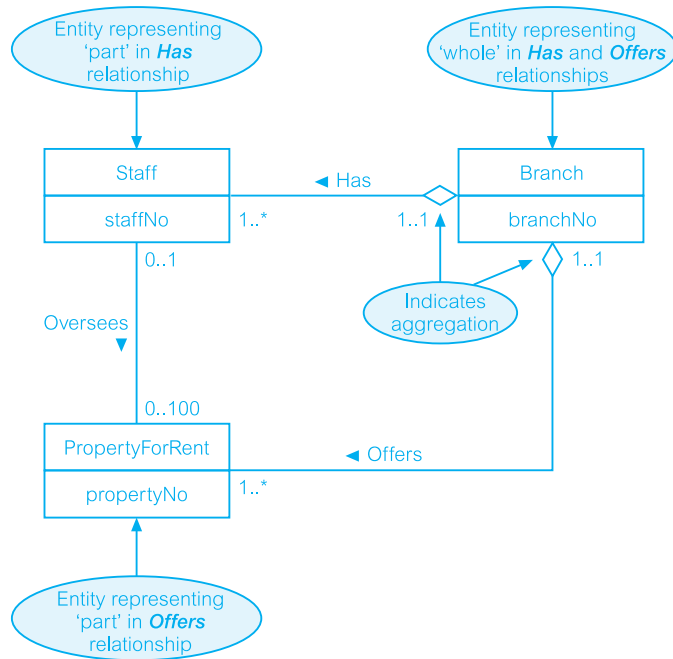 Entity representing
‘part’ in Has
relationship
Entity representing
‘whole’ in Has and Offers
relationships
Staff
staffNo
◄ Has
Branch
branchNo
1..*
1..1
0..1
1..1
Indicates
aggregation
Oversees
▼
0..100
PropertyForRent
propertyNo
◄ Offers
1..*
Entity representing
‘part’ in Offers
relationship